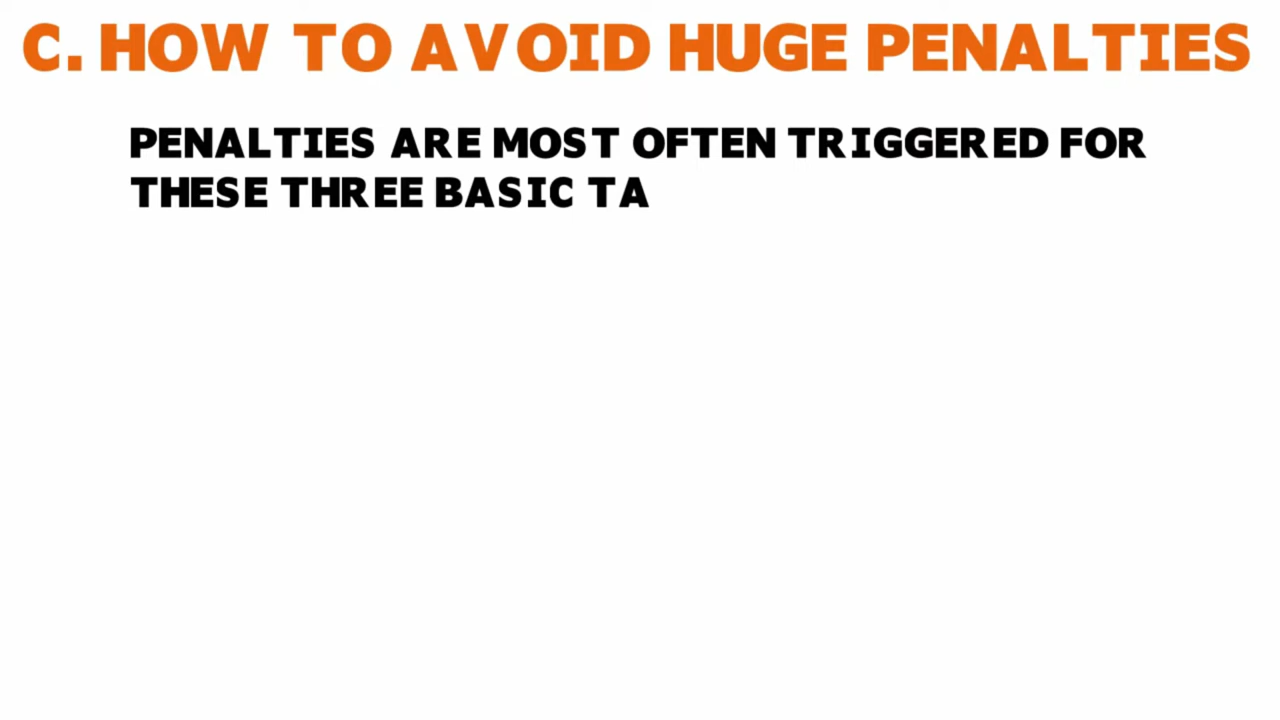 C. HOW TO AVOID HUGE PENALTIES
PENALTIES ARE MOST OFTEN TRIGGERED FOR
THESE THREE BASIC TA